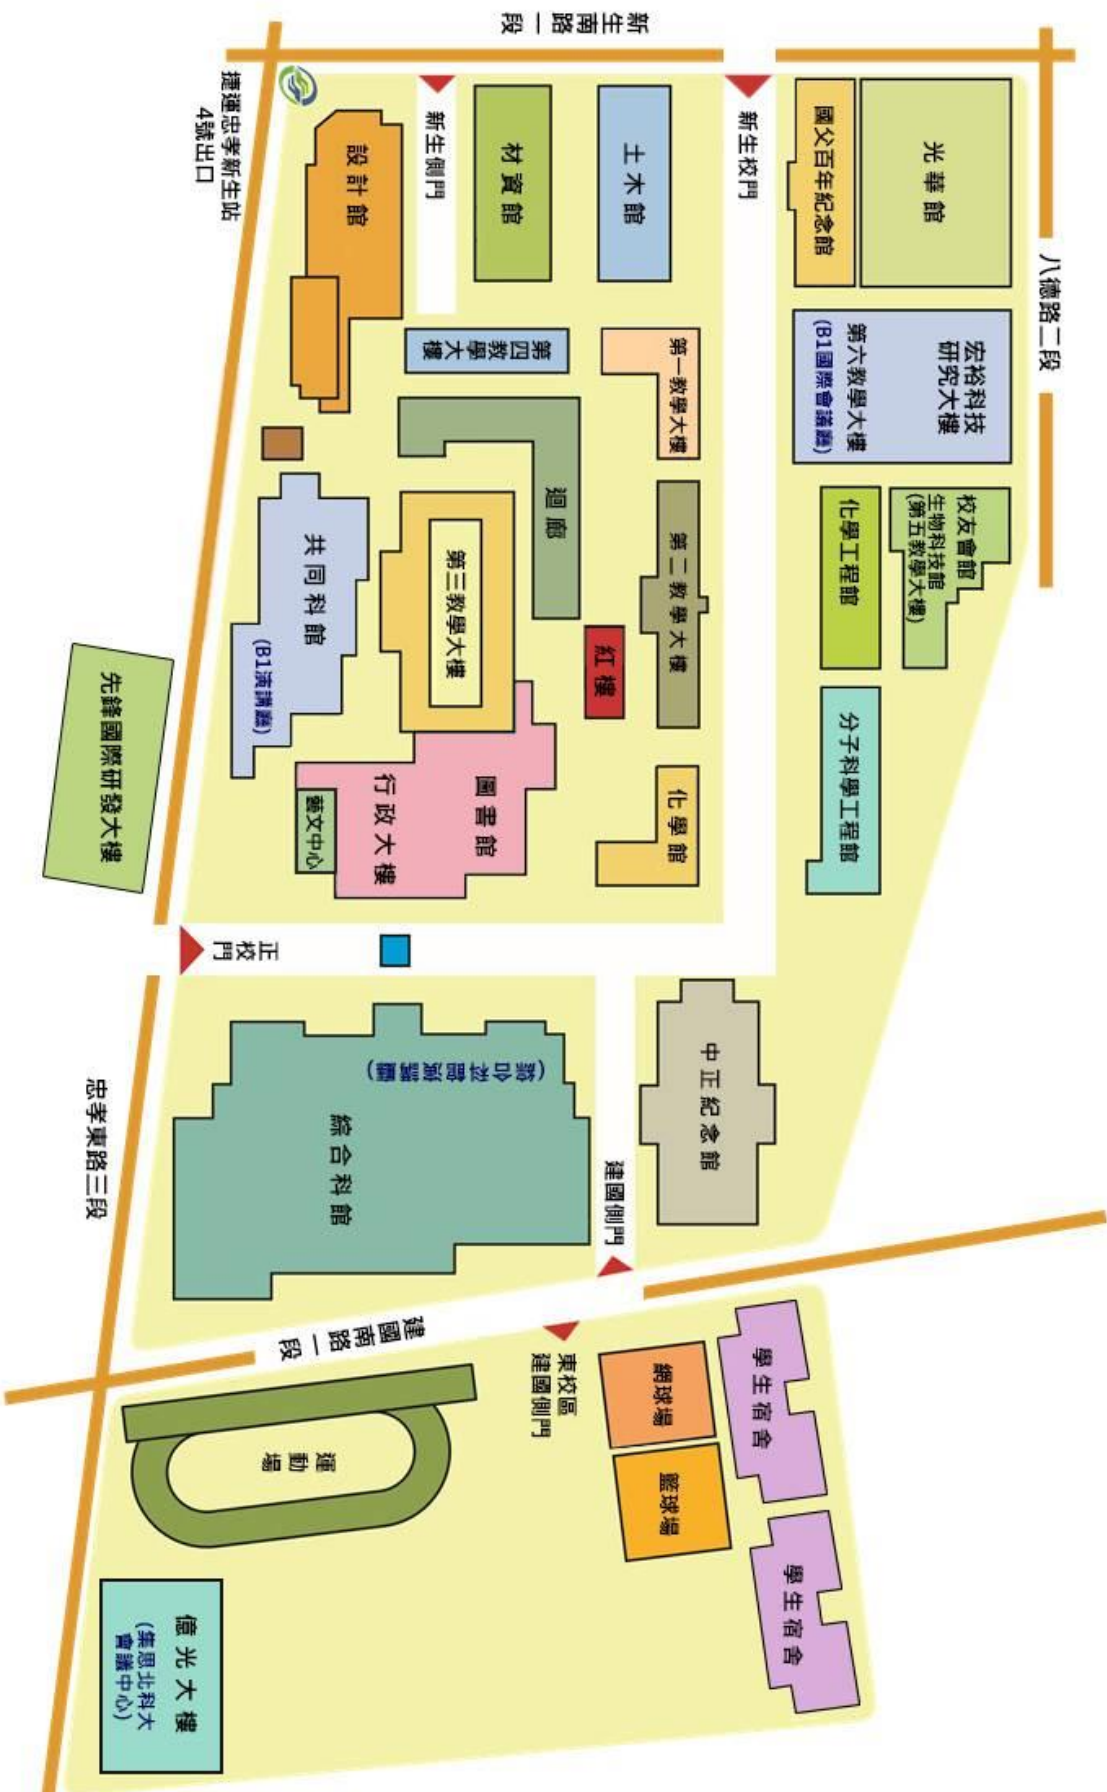 新生南路一段
八德路二段
捷運忠孝新生站
4號出口
新生側門
新生校門
設計館
材資館
土木館
國父百年紀念館
光華館
第四教學大樓
第一教學大樓
宏裕科技
研究大樓
第六教學大樓
(B1國際會議廳)
迴廊
第二教學大樓
化學工程館
校友會館
生物科技館
(第五教學大樓)
共同科館
(B1演講廳)
第三教學大樓
紅樓
分子科學工程館
先鋒國際研發大樓
圖書館
行政大樓
藝文中心
化學館
正校門
中正紀念館
(綜合科館演講廳)
綜合科館
建國側門
忠孝東路三段
建國南路一段
東校區
建國側門
網球場
籃球場
學生宿舍
學生宿舍
運動場
億光大樓
(集思北科大
會議中心)